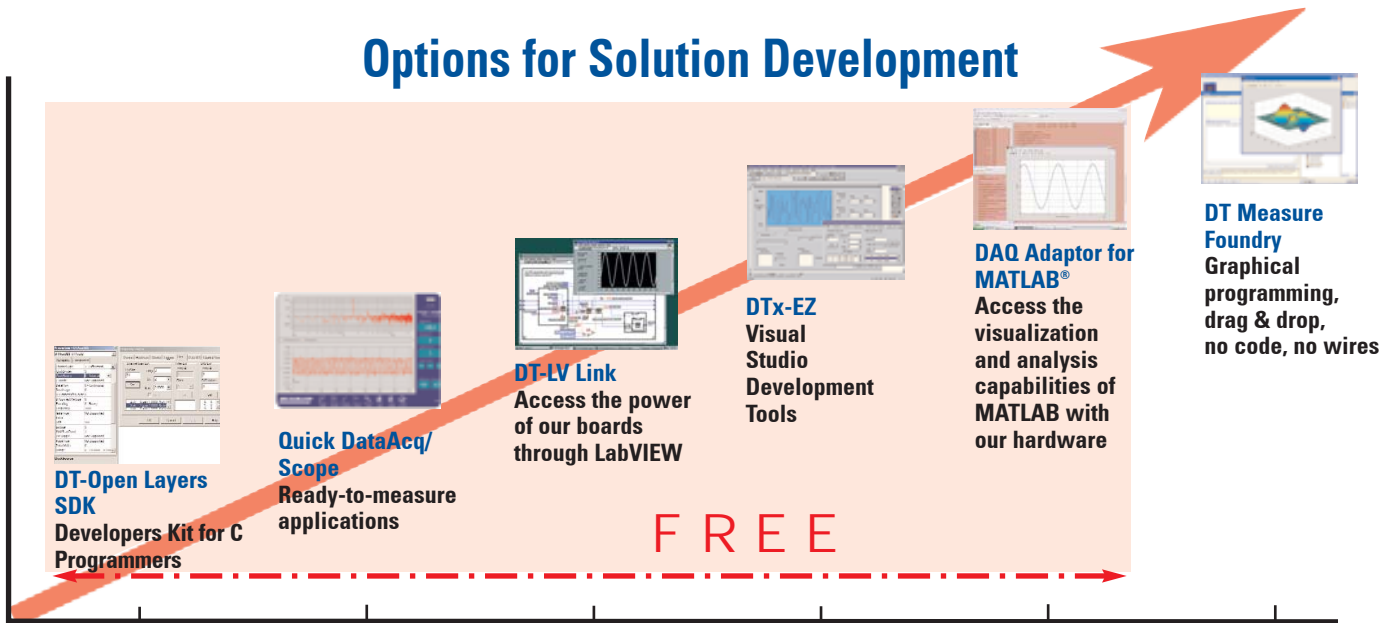 Options for Solution Development
DT-Open Layers
SDK
Developers Kit for C
Programmers
Quick DataAcq/
Scope
Ready-to-measure
applications
DT-LV Link
Access the power
of our boards
through LabVIEW
DTx-EZ
Visual
Studio
Development
Tools
DAQ Adaptor for
MATLAB®
Access the
visualization
and analysis
capabilities of
MATLAB with
our hardware
DT Measure
Foundry
Graphical
programming,
drag & drop,
no code, no wires
FREE